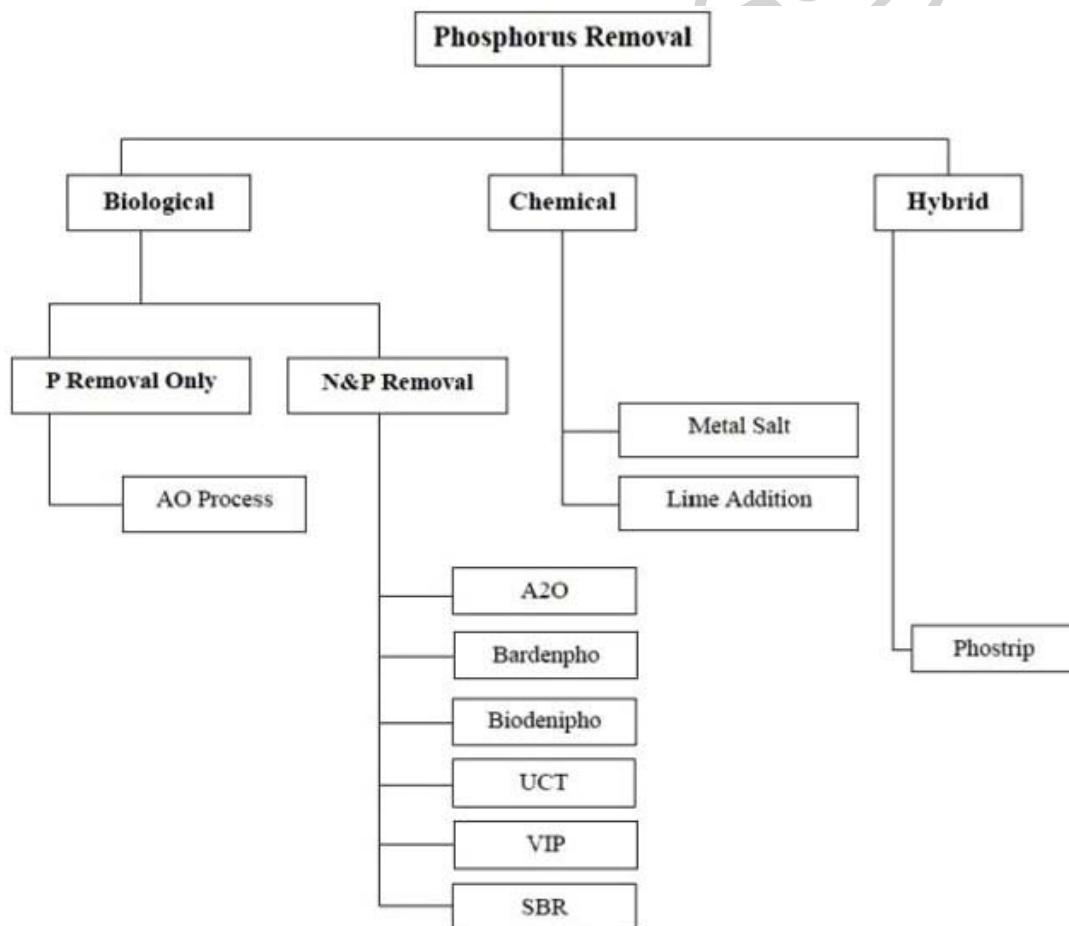 Phosphorus Removal
Biological
Chemical
Hybrid
P Removal Only
N&P Removal
Metal Salt
AO Process
Lime Addition
A2O
Bardenpho
Phostrip
Biodenipho
UCT
VIP
SBR